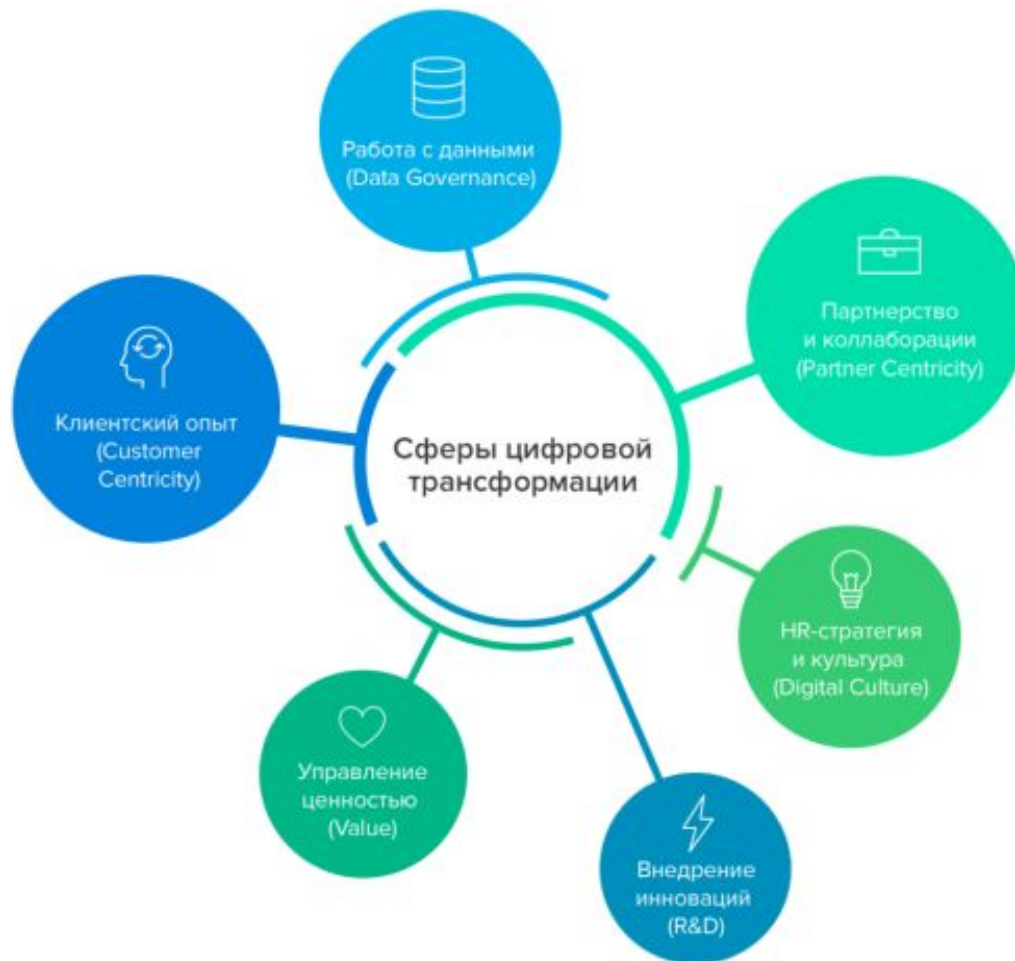 Работа с данными
(Data Governance)
Партнерство
и коллаборации
(Partner Centricity)
Клиентский опыт
(Customer
Centricity)
Сферы цифровой
трансформации
HR-стратегия
и культура
(Digital Culture)
Управление
ценностью
(Value)
Внедрение
инноваций
(R&D)